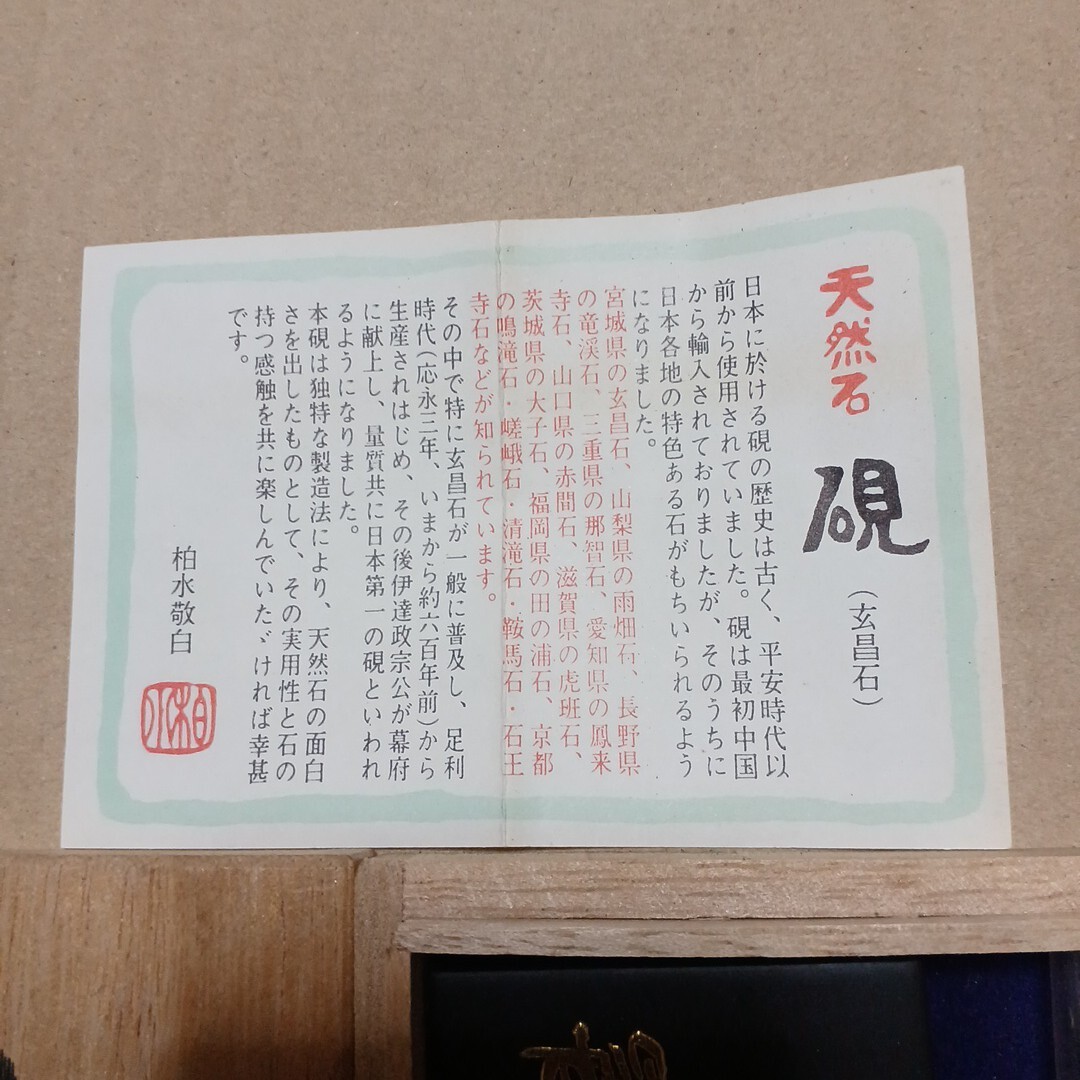 天然石
硯
(玄昌石)
日本に於ける硯の歴史は古く、平安時代以
前から使用されていました。硯は最初中国
から輸入されておりましたが、そのうちに
日本各地の特色ある石がもちいられるよう
になりました。
宮城県の玄昌石、山梨県の雨畑石、長野県
の竜渓石、三重県の那智石、愛知県の鳳来
寺石、山口県の赤間石、滋賀県の虎班石、
茨城県の大子石、福岡県の田の浦石、京都
の鳴滝石・嵯峨石・清滝石・鞍馬石・石王
寺石などが知られています。
その中で特に玄昌石が一般に普及し、足利
時代(応永三年、いまから約六百年前)から
生産されはじめ、その後伊達政宗公が幕府
に献上し、量質共に日本第一の硯といわれ
るようになりました。
本硯は独特な製造法により、天然石の面白
さを出したものとして、その実用性と石の
持つ感触を共に楽しんでいたゞければ幸甚
です。
柏水敬白
柏水